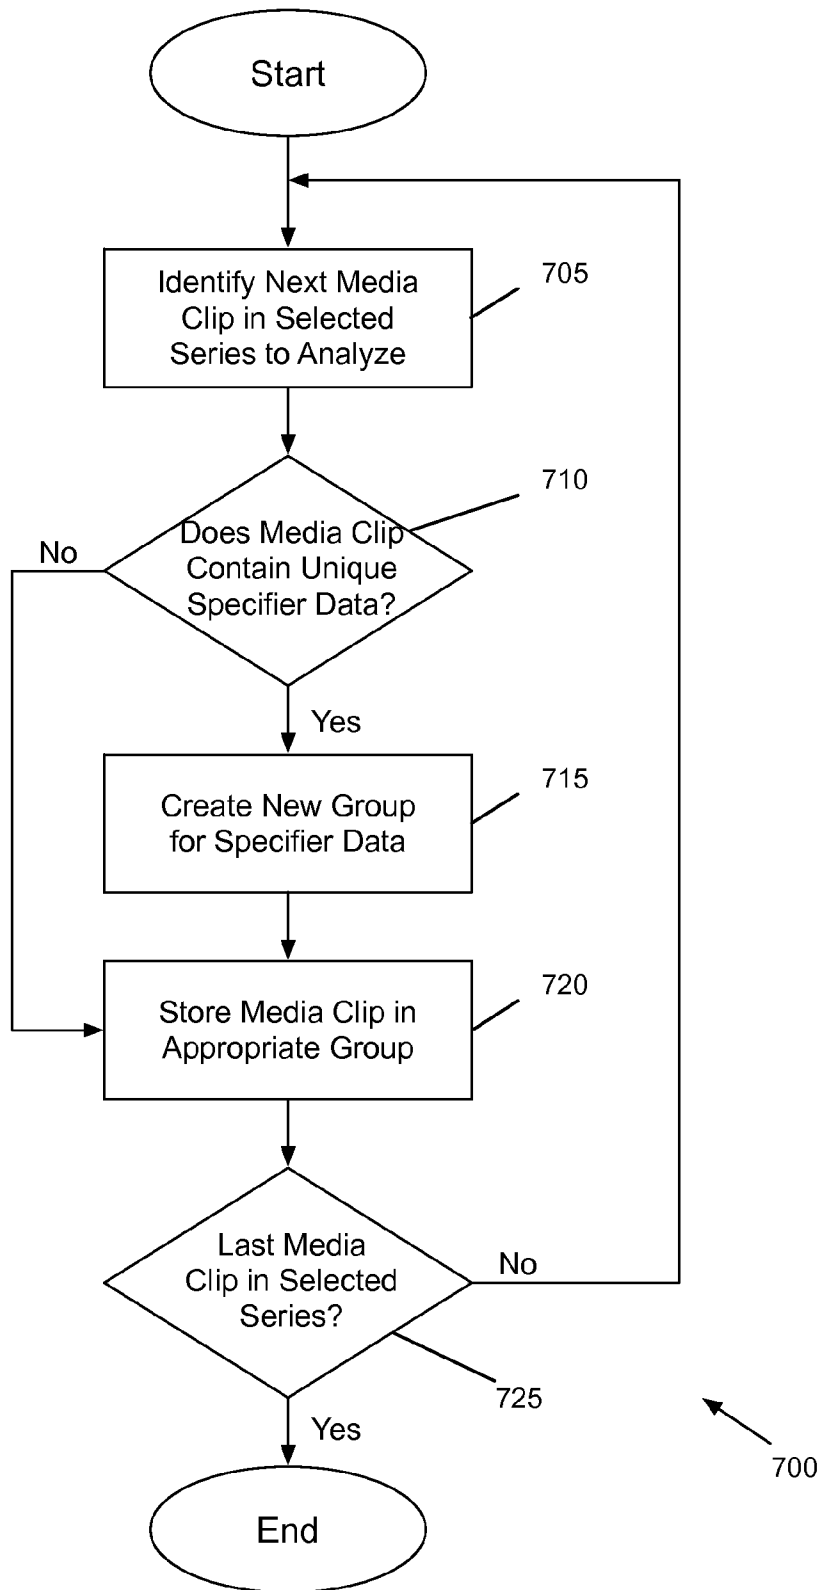 Start
Identify Next Media
Clip in Selected
Series to Analyze
705
Does Media Clip
Contain Unique
Specifier Data?
710
No
Yes
Create New Group
for Specifier Data
715
Store Media Clip in
Appropriate Group
720
Last Media
Clip in Selected
Series?
No
725
Yes
700
End